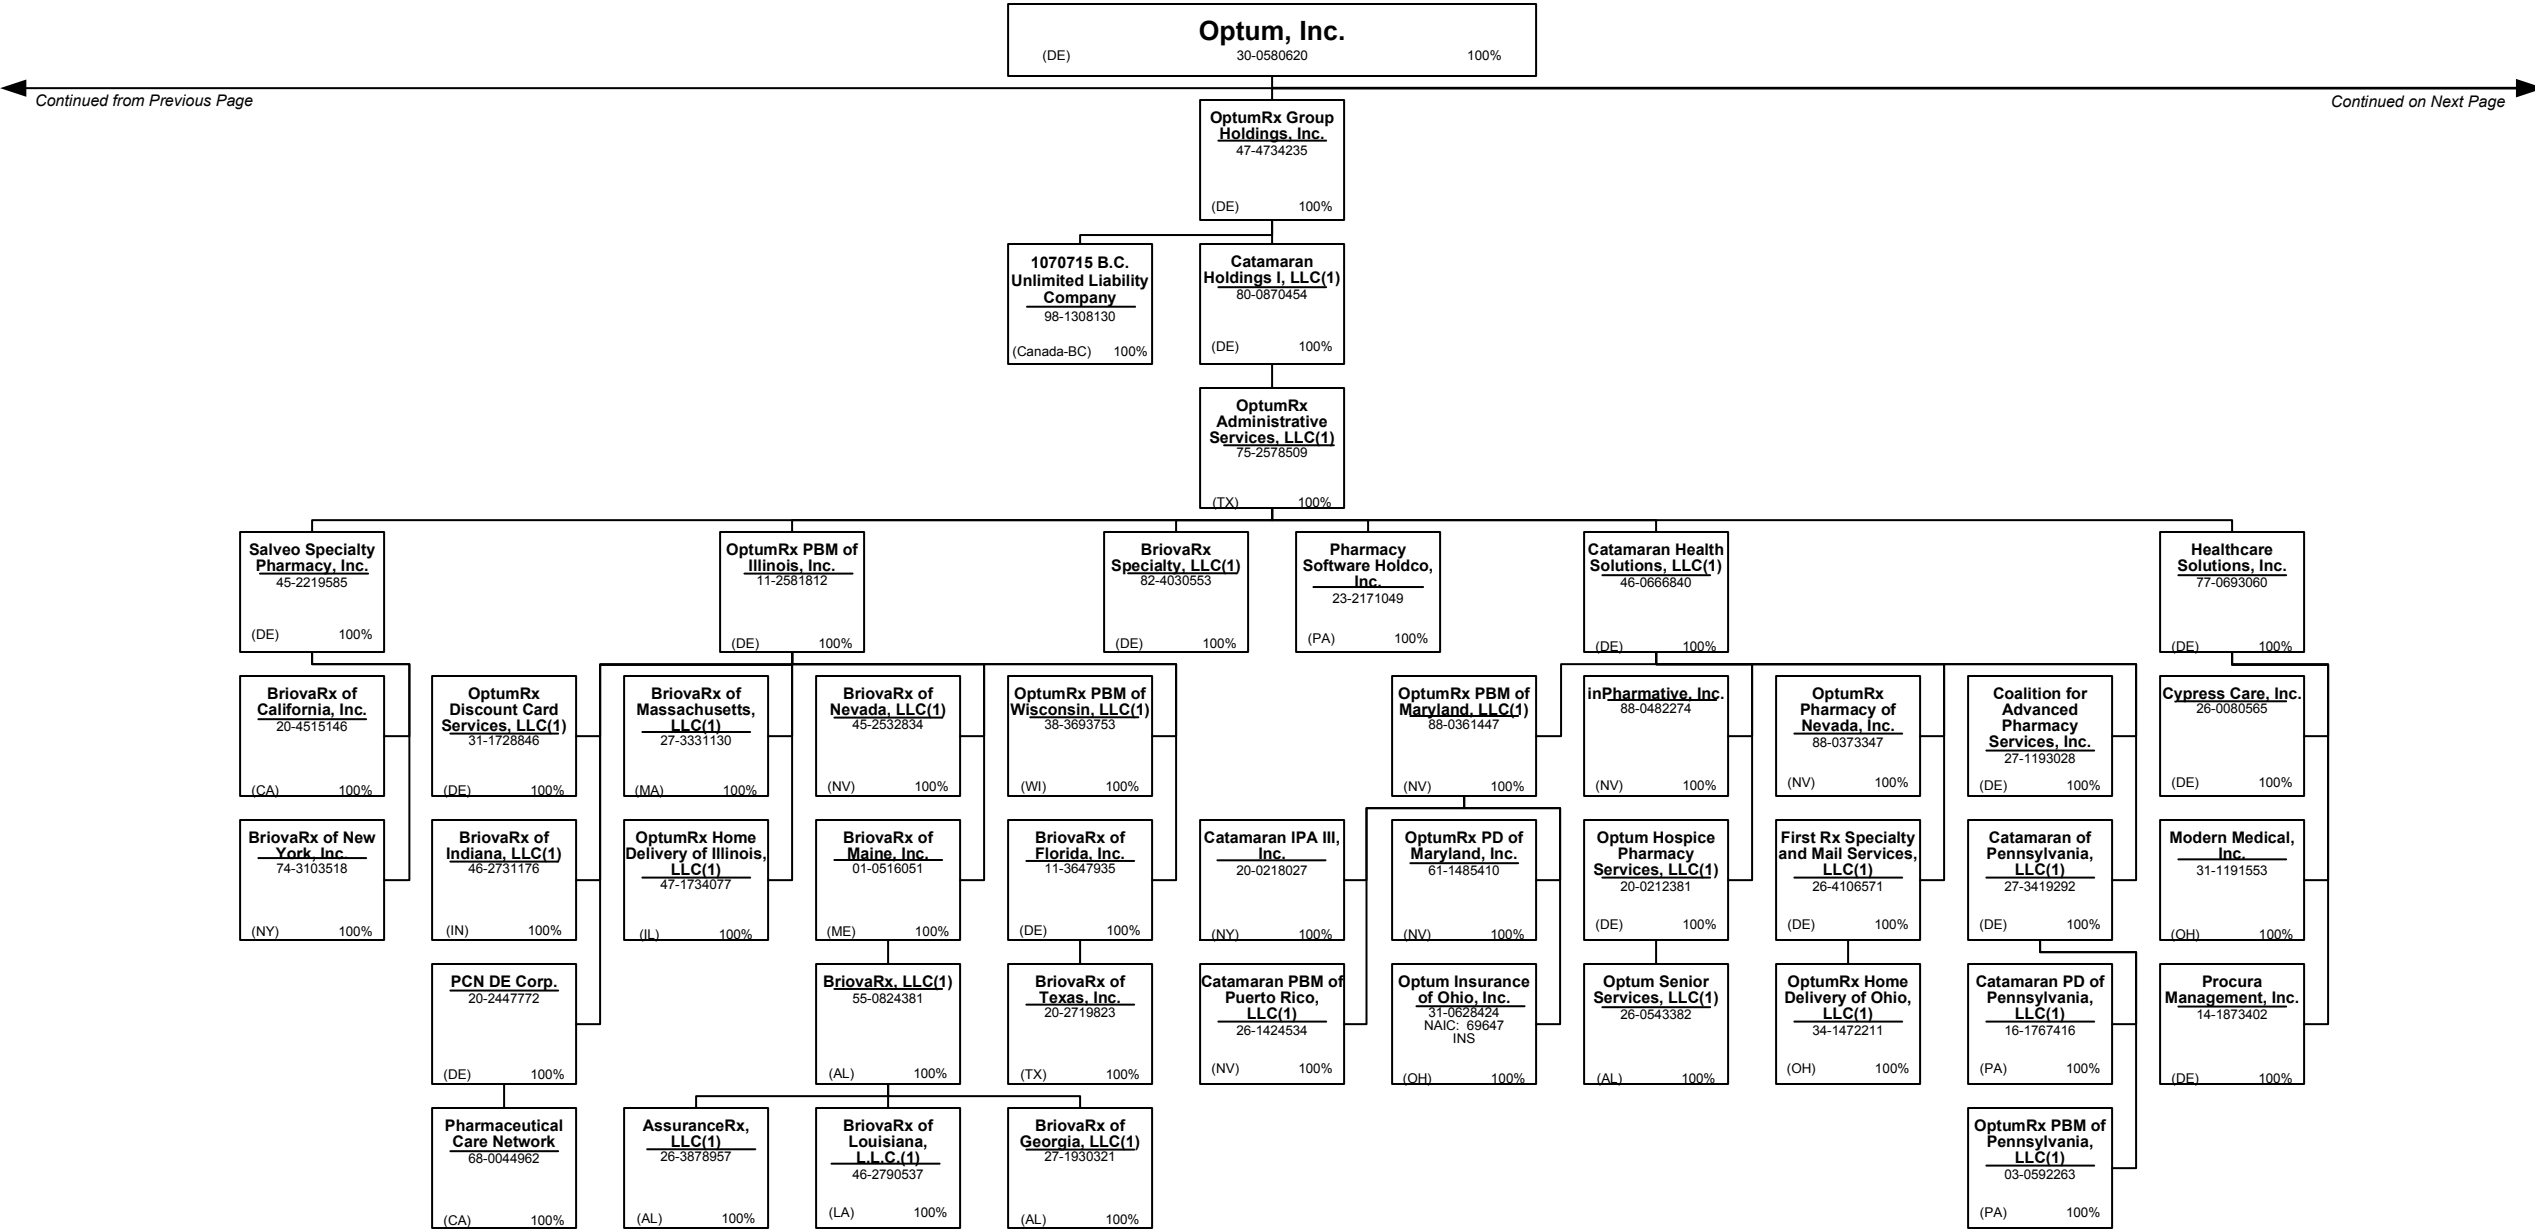 Optum, Inc.
(DE) 30-0580620 100%
Continued from Previous Page
Continued on Next Page
OptumRx Group
Holdings, Inc.
47-4734235
(DE) 100%
1070715 B.C.
Unlimited Liability
Company
98-1308130
(Canada-BC) 100%
Catamaran
Holdings I, LLC(1)
80-0870454
(DE) 100%
OptumRx
Administrative
Services, LLC(1)
75-2578509
(TX) 100%
Salveo Specialty
Pharmacy, Inc.
45-2219585
(DE) 100%
OptumRx PBM of
Illinois, Inc.
11-2581812
(DE) 100%
BriovaRx
Specialty, LLC(1)
82-4030553
(DE) 100%
Pharmacy
Software Holdco,
Inc.
23-2171049
(PA) 100%
Catamaran Health
Solutions, LLC(1)
46-0666840
(DE) 100%
Healthcare
Solutions, Inc.
77-0693060
(DE) 100%
BriovaRx of
California, Inc.
20-4515146
(CA) 100%
OptumRx
Discount Card
Services, LLC(1)
31-1728846
(DE) 100%
BriovaRx of
Massachusetts,
LLC(1)
27-3331130
(MA) 100%
BriovaRx of
Nevada, LLC(1)
45-2532834
(NV) 100%
OptumRx PBM of
Wisconsin, LLC(1)
38-3693753
(WI) 100%
OptumRx PBM of
Maryland, LLC(1)
88-0361447
(NV) 100%
inPharmative, Inc.
88-0482274
(NV) 100%
OptumRx
Pharmacy of
Nevada, Inc.
88-0373347
(NV) 100%
Coalition for
Advanced
Pharmacy
Services, Inc.
27-1193028
(DE) 100%
Cypress Care, Inc.
26-0080565
(DE) 100%
BriovaRx of New
York, Inc.
74-3103518
(NY) 100%
BriovaRx of
Indiana, LLC(1)
46-2731176
(IN) 100%
OptumRx Home
Delivery of Illinois,
LLC(1)
47-1734077
(IL) 100%
BriovaRx of
Maine, Inc.
01-0516051
(ME) 100%
BriovaRx of
Florida, Inc.
11-3647935
(DE) 100%
Catamaran IPA III,
Inc.
20-0218027
(NY) 100%
OptumRx PD of
Maryland, Inc.
61-1485410
(NV) 100%
Optum Hospice
Pharmacy
Services, LLC(1)
20-0212381
(DE) 100%
First Rx Specialty
and Mail Services,
LLC(1)
26-4106571
(DE) 100%
Catamaran of
Pennsylvania,
LLC(1)
27-3419292
(DE) 100%
Modern Medical,
Inc.
31-1191553
(OH) 100%
PCN DE Corp.
20-2447772
(DE) 100%
BriovaRx, LLC(1)
55-0824381
(AL) 100%
BriovaRx of
Texas, Inc.
20-2719823
(TX) 100%
Catamaran PBM of
Puerto Rico,
LLC(1)
26-1424534
(NV) 100%
Optum Insurance
of Ohio, Inc.
31-0628424
NAIC: 69647
INS
(OH) 100%
Optum Senior
Services, LLC(1)
26-0543382
(AL) 100%
OptumRx Home
Delivery of Ohio,
LLC(1)
34-1472211
(OH) 100%
Catamaran PD of
Pennsylvania,
LLC(1)
16-1767416
(PA) 100%
Procura
Management, Inc.
14-1873402
(DE) 100%
Pharmaceutical
Care Network
68-0044962
(CA) 100%
AssuranceRx,
LLC(1)
26-3878957
(AL) 100%
BriovaRx of
Louisiana,
L.L.C.(1)
46-2790537
(LA) 100%
BriovaRx of
Georgia, LLC(1)
27-1930321
(AL) 100%
OptumRx PBM of
Pennsylvania,
LLC(1)
03-0592263
(PA) 100%